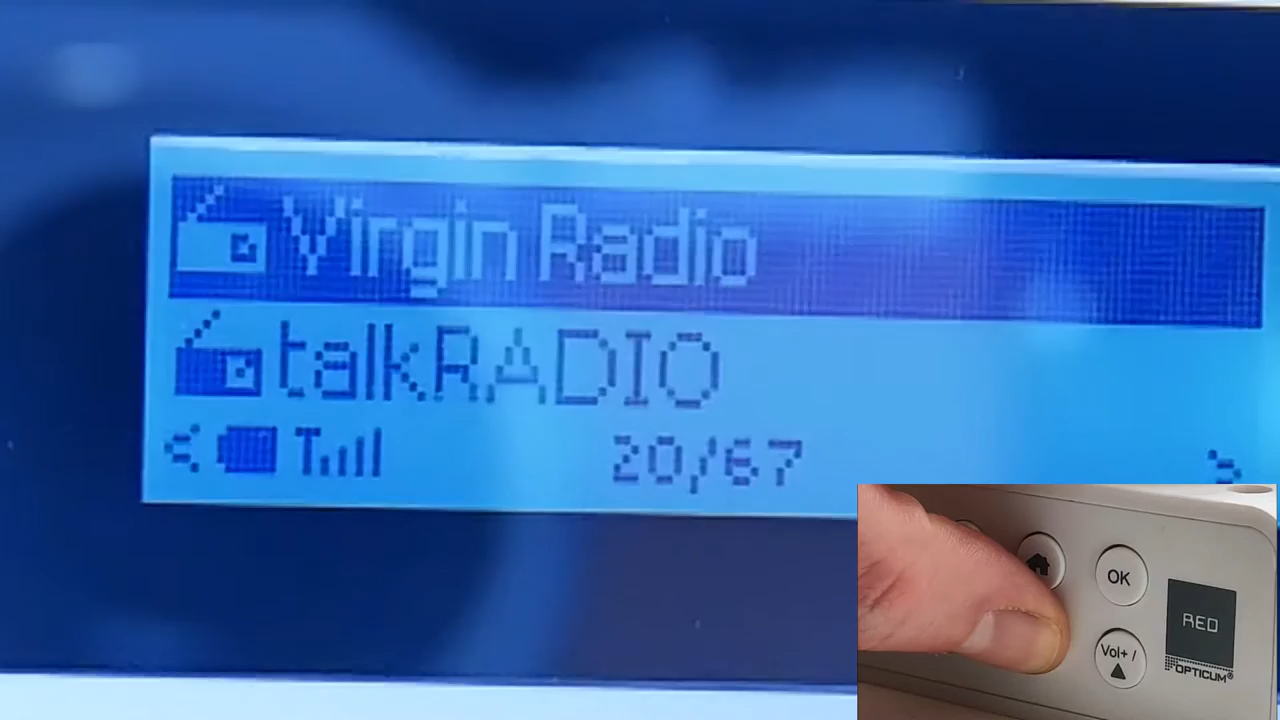 Virgin Radio
talkRADIO
20/67
OK
RED
Vol+ /
OPTICUM®